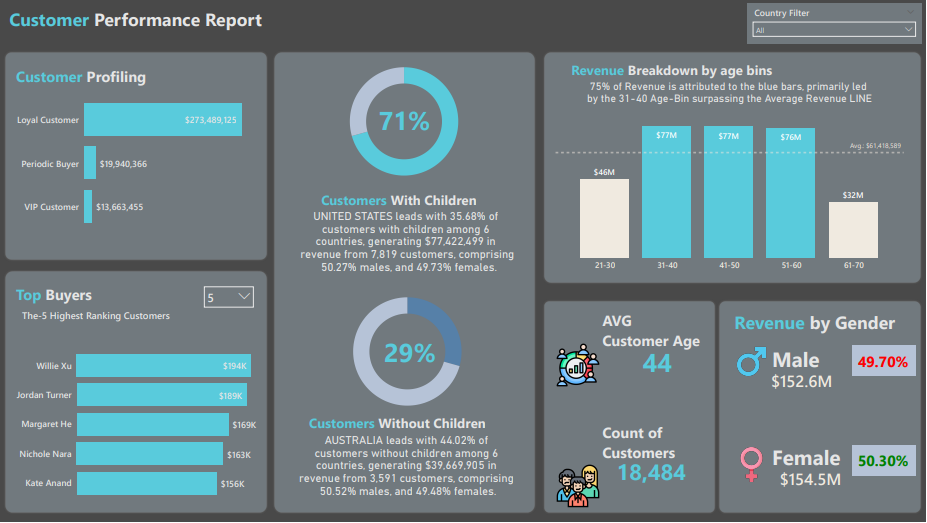 Customer Performance Report
Country Filter
All
Customer Profiling
Loyal Customer
$273,489,125
Periodic Buyer
$19,940,366
VIP Customer
$13,663,455
Top Buyers
5
The-5 Highest Ranking Customers
Willie Xu
$194K
Jordan Turner
$189K
Margaret He
$169K
Nichole Nara
$163K
Kate Anand
$156K
71%
Customers With Children
UNITED STATES leads with 35.68% of
customers with children among 6
countries, generating $77,422,499 in
revenue from 7,819 customers, comprising
50.27% males, and 49.73% females.
29%
Customers Without Children
AUSTRALIA leads with 44.02% of
customers without children among 6
countries, generating $39,669,905 in
revenue from 3,591 customers, comprising
50.52% males, and 49.48% females.
Revenue Breakdown by age bins
75% of Revenue is attributed to the blue bars, primarily led
by the 31-40 Age-Bin surpassing the Average Revenue LINE
$46M
$77M
$77M
$76M
$32M
Avg.: $61,418,589
21-30
31-40
41-50
51-60
61-70
AVG
Customer Age
44
Count of
Customers
18,484
Revenue by Gender
Male
$152.6M
49.70%
Female
$154.5M
50.30%